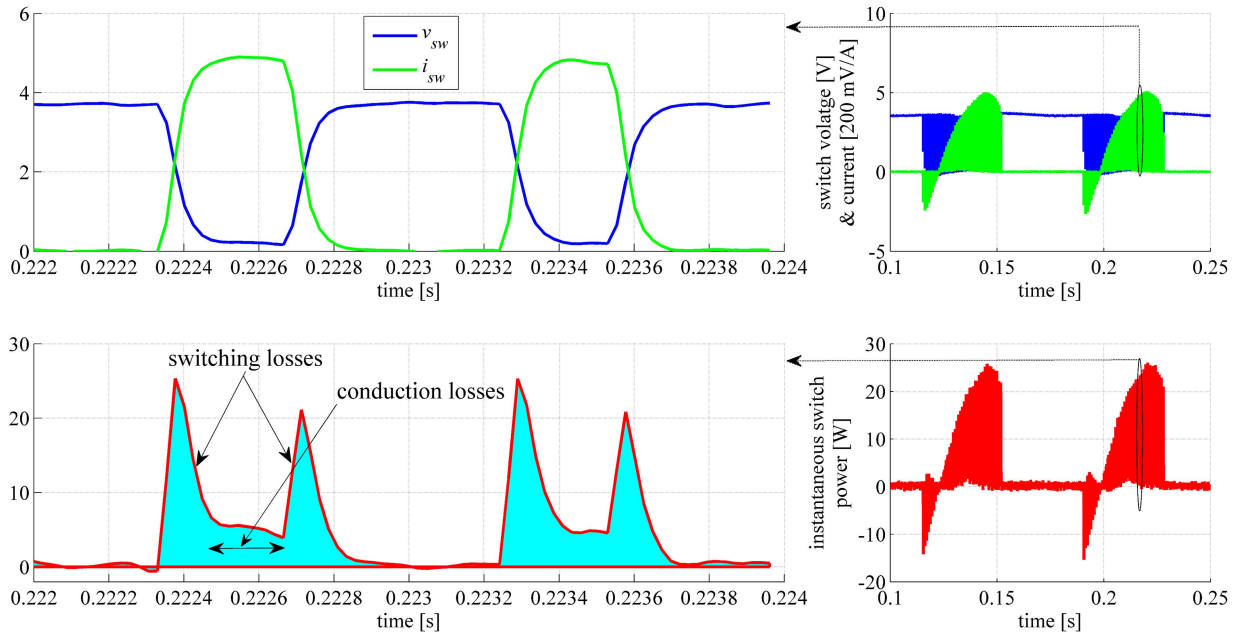 6
4
2
0
0.222 0.2224 0.2226 0.2228 0.223 0.2232 0.2234 0.2236 0.2238 0.224
time [s]
v_sw
i_sw
10
5
0
-5
0.1 0.15 0.2 0.25
time [s]
switch volatge [V]
& current [200 mV/A]
30
20
10
0
0.222 0.2222 0.2224 0.2226 0.2228 0.223 0.2232 0.2234 0.2236 0.2238 0.224
time [s]
switching losses
conduction losses
30
20
10
0
-10
-20
0.1 0.15 0.2 0.25
time [s]
instantaneous switch
power [W]